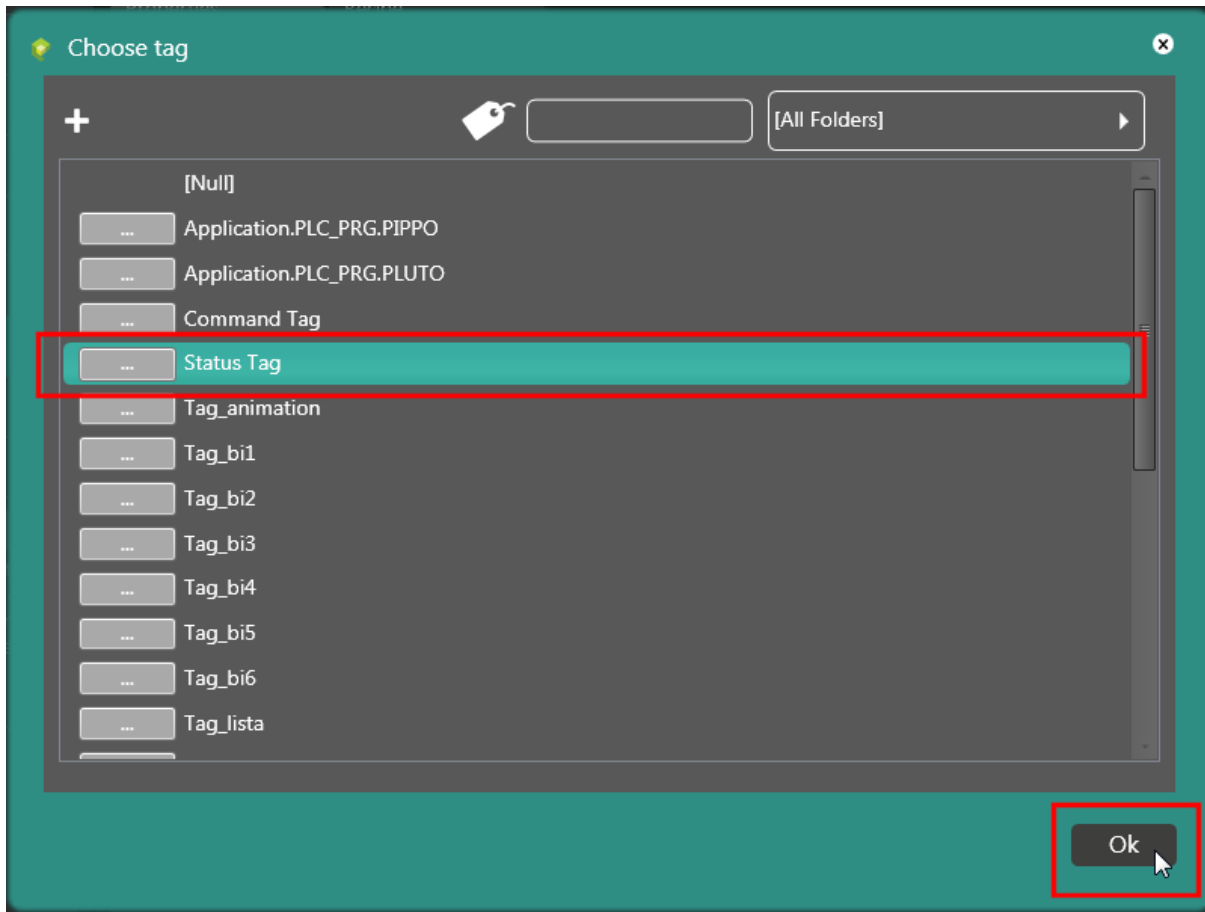 Choose tag
[All Folders]
[Null]
... Application.PLC_PRG.PIPPO
... Application.PLC_PRG.PLUTO
... Command Tag
... Status Tag
... Tag_animation
... Tag_bi1
... Tag_bi2
... Tag_bi3
... Tag_bi4
... Tag_bi5
... Tag_bi6
... Tag_lista
Ok